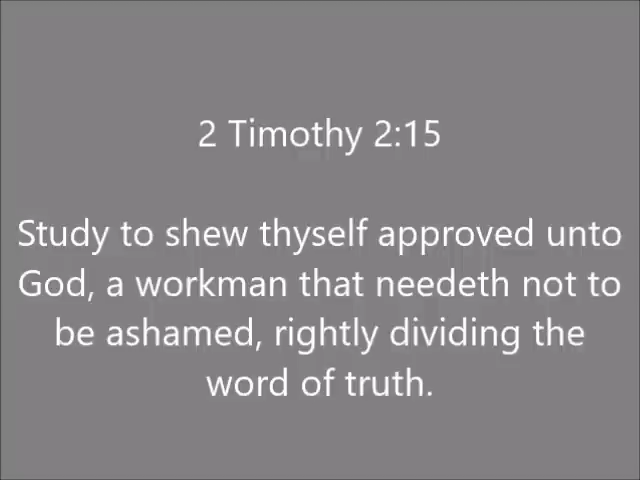 2 Timothy 2:15
Study to shew thyself approved unto
God, a workman that needeth not to
be ashamed, rightly dividing the
word of truth.